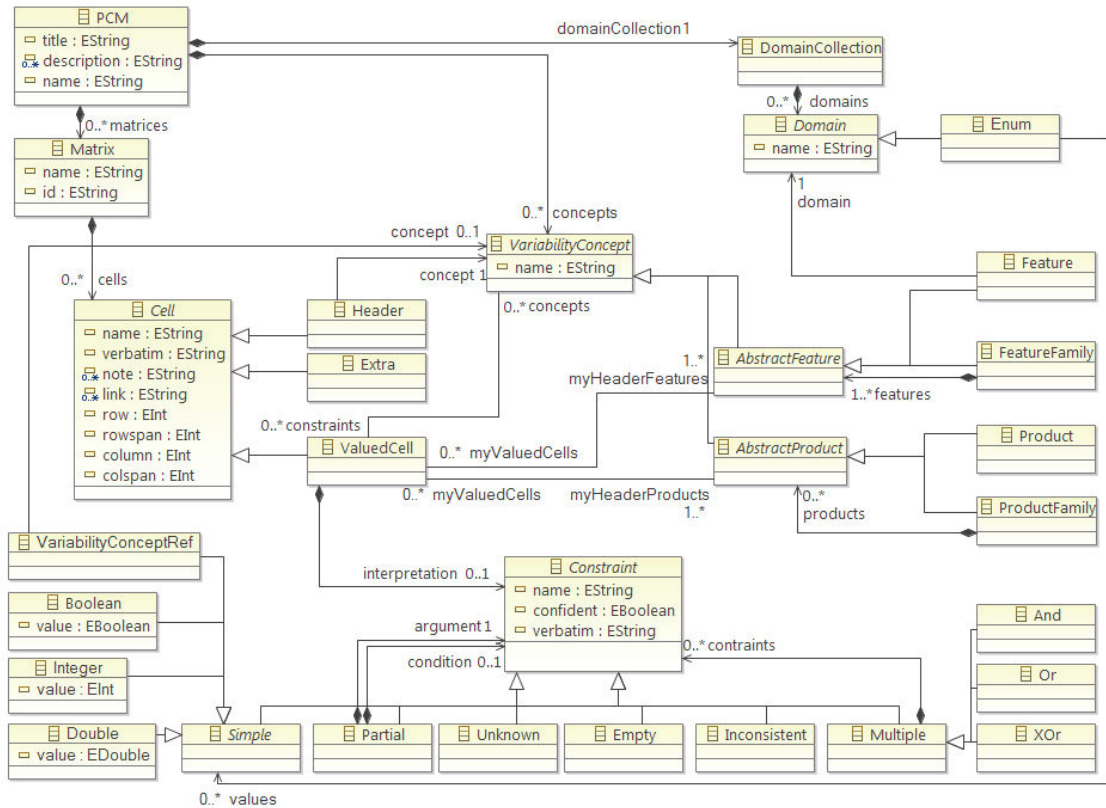 PCM
title : EString
0..* description : EString
name : EString
domainCollection1
DomainCollection
0..* domains
0..* matrices
Matrix
name : EString
id : EString
Domain
name : EString
Enum
1
domain
0..* concepts
concept 0..1
VariabilityConcept
name : EString
concept 1
0..* concepts
0..* cells
Cell
name : EString
verbatim : EString
0..* note : EString
0..* link : EString
row : EInt
rowspan : EInt
column : EInt
colspan : EInt
Header
Extra
Feature
1..*
AbstractFeature
myHeaderFeatures
FeatureFamily
1..* features
0..* constraints
ValuedCell
0..* myValuedCells
AbstractProduct
Product
0..* myValuedCells
myHeaderProducts
1..*
0..*
products
ProductFamily
VariabilityConceptRef
interpretation 0..1
Constraint
name : EString
confident : EBoolean
verbatim : EString
Boolean
value : EBoolean
argument1
condition 0..1
0..* contraints
And
Integer
value : EInt
Or
Double
value : EDouble
Simple
Partial
Unknown
Empty
Inconsistent
Multiple
XOr
0..* values